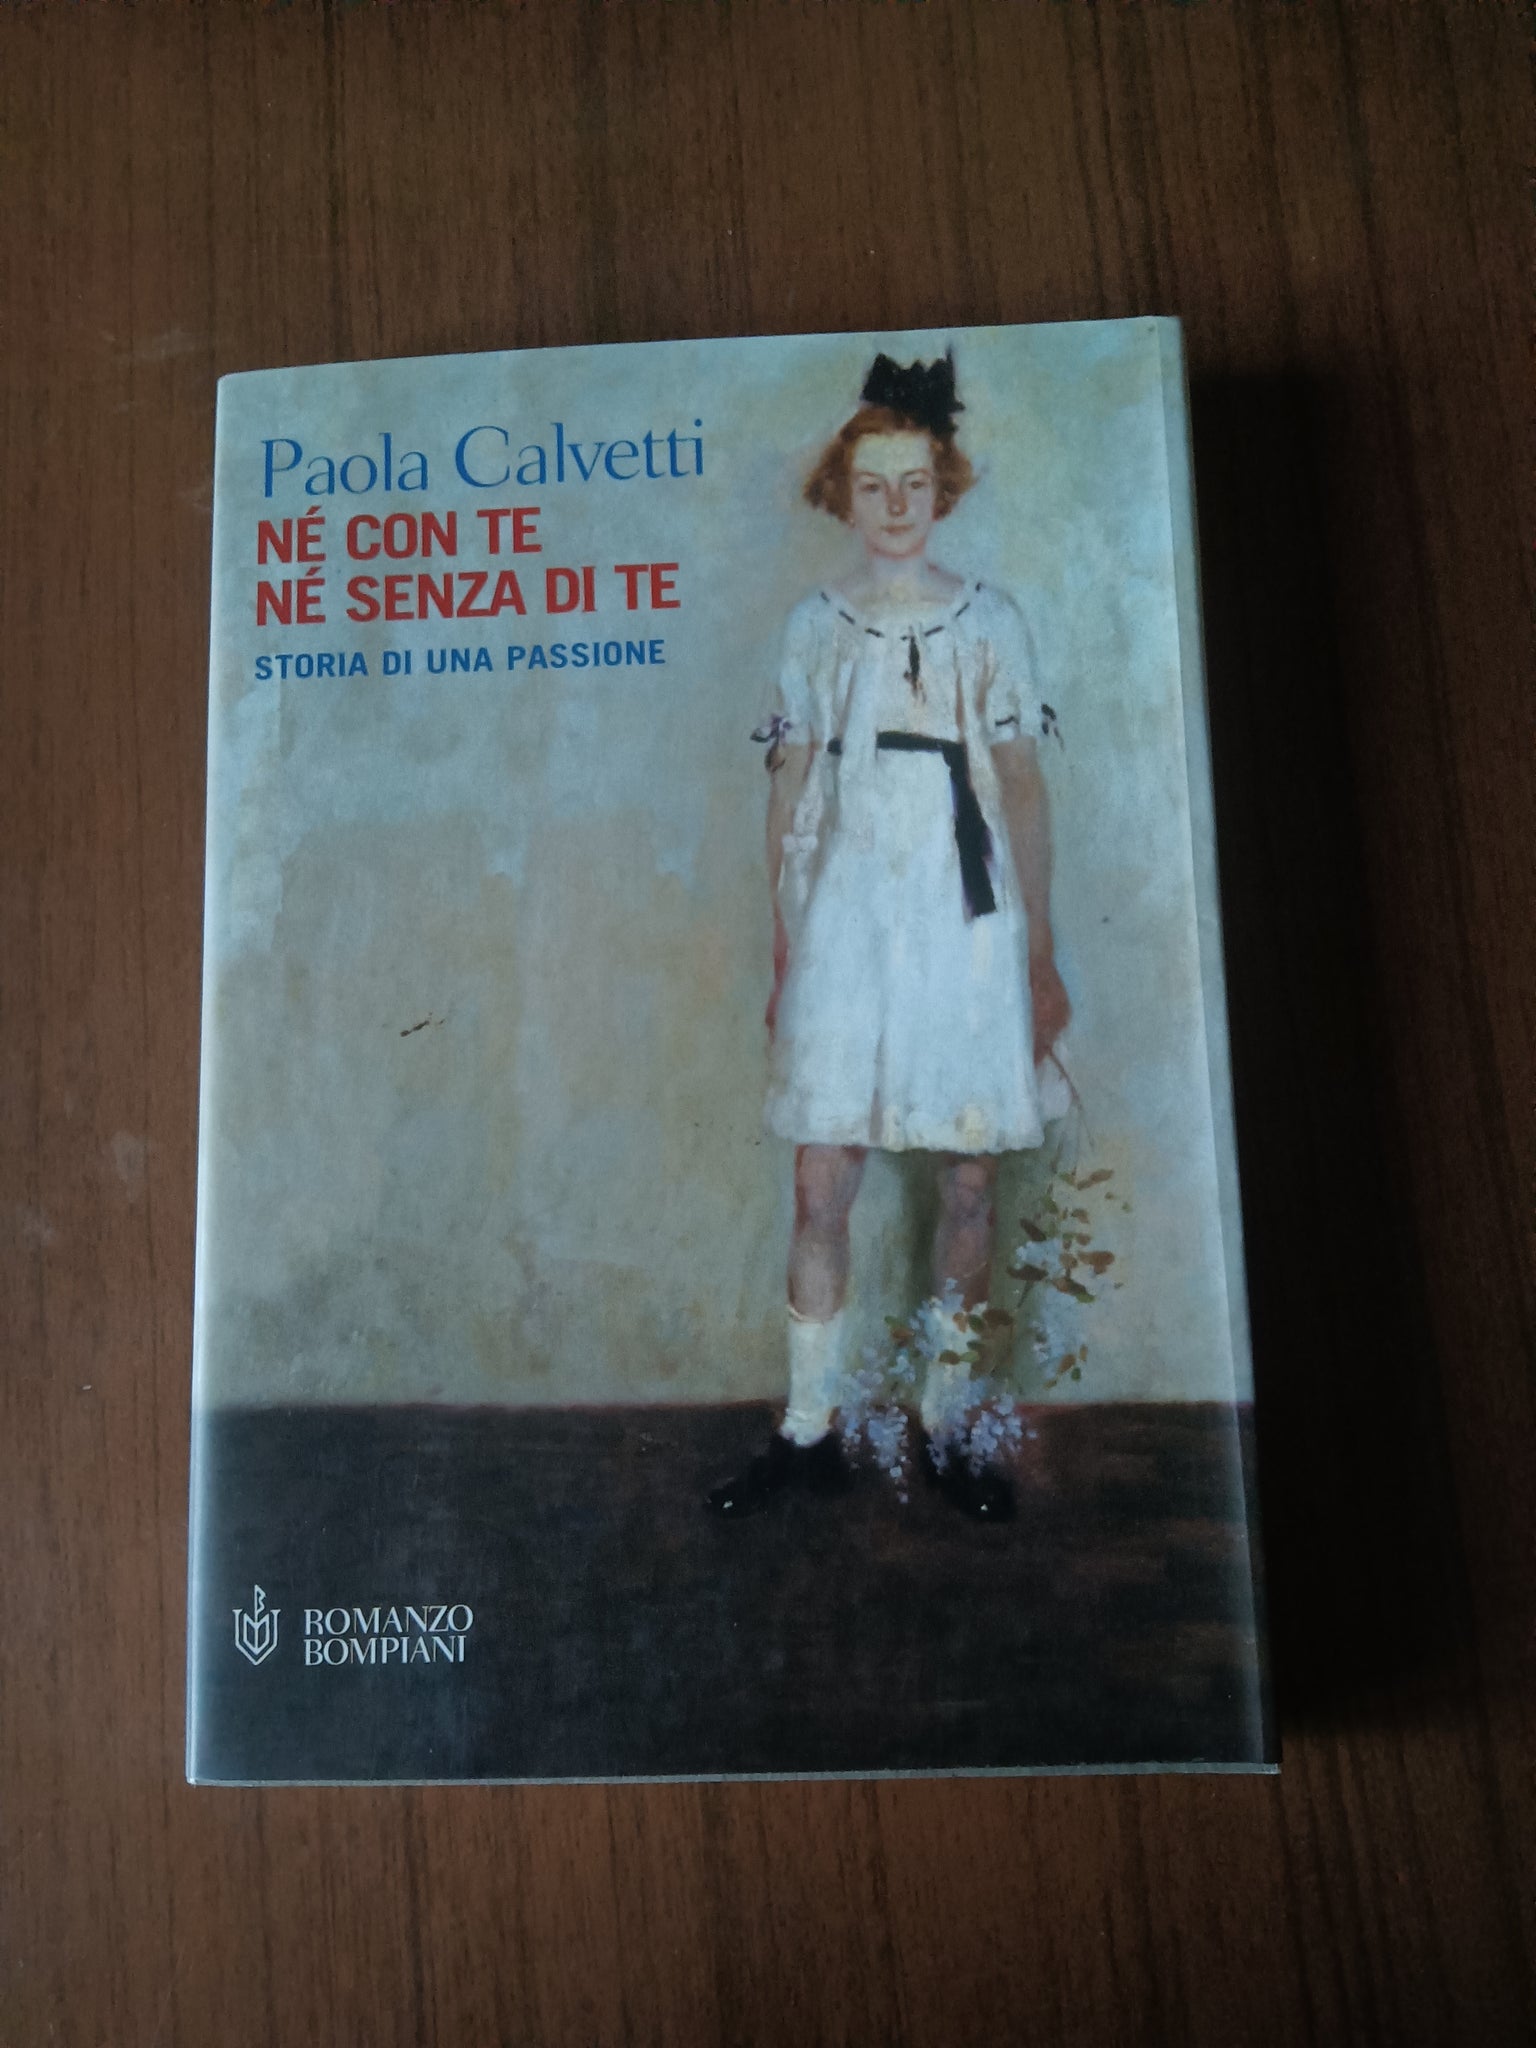 Paola Calvetti
NÉ CON TE
NÉ SENZA DI TE
STORIA DI UNA PASSIONE
ROMANZO
BOMPIANI